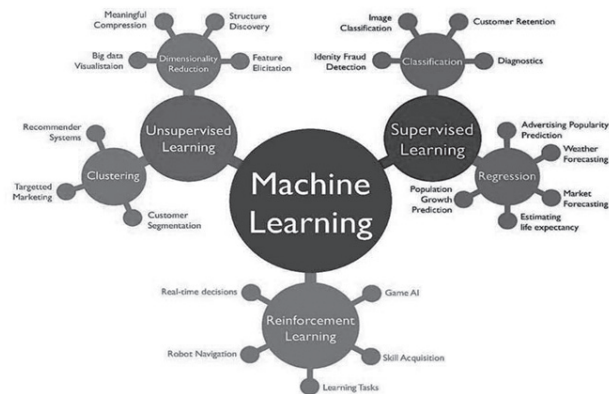 Meaningful
Compression
Structure
Discovery
Big data
Visualistaion
Dimensionality
Reduction
Feature
Elicitation
Image
Classification
Customer Retention
Idenity Fraud
Detection
Classification
Diagnostics
Unsupervised
Learning
Supervised
Learning
Recommender
Systems
Clustering
Targetted
Marketing
Customer
Segmentation
Machine
Learning
Advertising Popularity
Prediction
Weather
Forecasting
Regression
Population
Growth
Prediction
Market
Forecasting
Estimating
life expectancy
Real-time decisions
Game AI
Reinforcement
Learning
Robot Navigation
Skill Acquisition
Learning Tasks